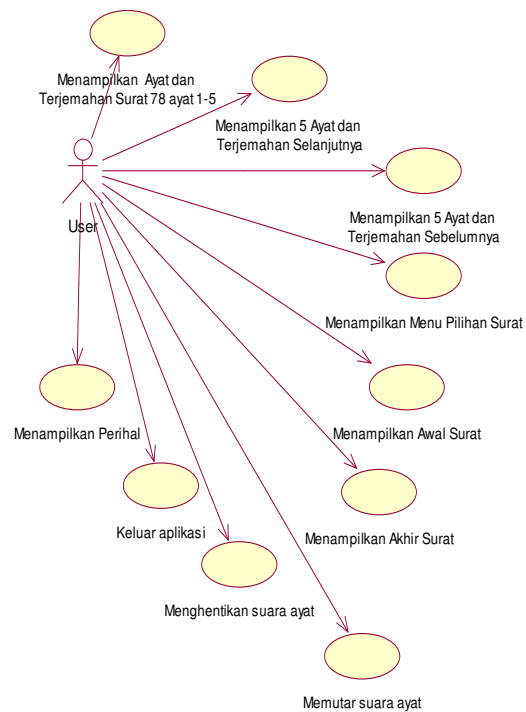 Menampilkan Ayat dan
Terjemahan Surat 78 ayat 1-5
Menampilkan 5 Ayat dan
Terjemahan Selanjutnya
Menampilkan 5 Ayat dan
Terjemahan Sebelumnya
User
Menampilkan Menu Pilihan Surat
Menampilkan Awal Surat
Menampilkan Perihal
Menampilkan Akhir Surat
Keluar aplikasi
Menghentikan suara ayat
Memutar suara ayat